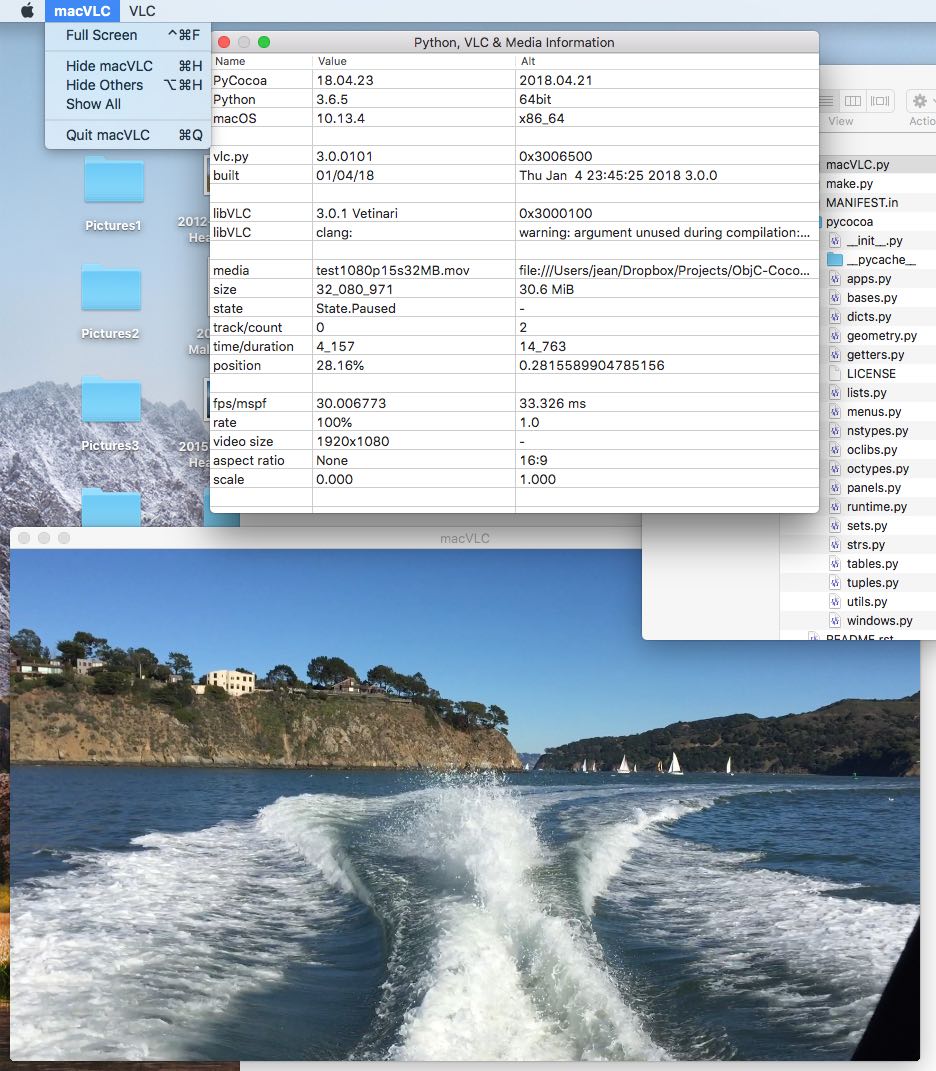 macVLC VLC
Full Screen ^⌘F
Hide macVLC ⌘H
Hide Others ⌥⌘H
Show All
Quit macVLC ⌘Q
Pictures1
Pictures2
Pictures3
2012-
Hea
20
Mal
2015
Hea
Python, VLC & Media Information
Name Value Alt
PyCocoa 18.04.23 2018.04.21
Python 3.6.5 64bit
macOS 10.13.4 x86_64
vlc.py 3.0.0101 0x3006500
built 01/04/18 Thu Jan  4 23:45:25 2018 3.0.0
libVLC 3.0.1 Vetinari 0x3000100
libVLC clang: warning: argument unused during compilation:...
media test1080p15s32MB.mov file:///Users/jean/Dropbox/Projects/ObjC-Coco...
size 32_080_971 30.6 MiB
state State.Paused -
track/count 0 2
time/duration 4_157 14_763
position 28.16% 0.2815589904785156
fps/mspf 30.006773 33.326 ms
rate 100% 1.0
video size 1920x1080 -
aspect ratio None 16:9
scale 0.000 1.000
View Actio
macVLC.py
make.py
MANIFEST.in
pycocoa
__init__.py
__pycache__
apps.py
bases.py
dicts.py
geometry.py
getters.py
LICENSE
lists.py
menus.py
nstypes.py
oclibs.py
octypes.py
panels.py
runtime.py
sets.py
strs.py
tables.py
tuples.py
utils.py
windows.py
README.rst
macVLC